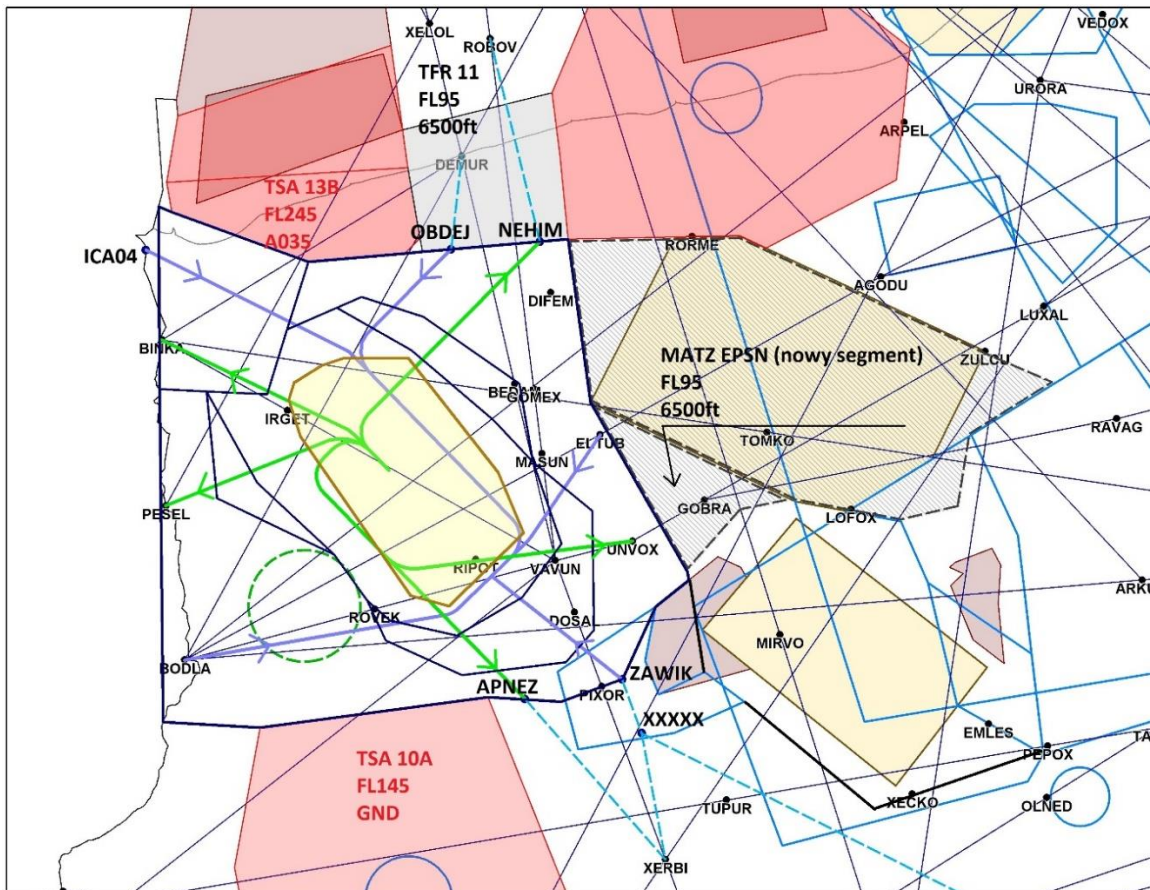 XELOL
ROBOV
VEDOX
TFR 11
FL95
6500ft
URORA
ARPEL
DEMUR
TSA 13B
FL245
A035
OBDEJ
NEHIM
RORME
ICA04
AGODU
DIFEM
LUXAL
BINKA
MATZ EPSN (nowy segment)
FL95
6500ft
ZULCU
GOMEX
IRGET
RAVAG
TOMKO
ELTUB
MASUN
GOBRA
PESEL
LOFOX
UNVOX
RIPOT
VAVUN
ROVEK
DOSA
MIRVO
BODLA
ZAWIK
APNEZ
PIXOR
XXXXX
EMLES
PEPOX
TSA 10A
FL145
GND
TUPUR
XECKO
OLNED
XERBI